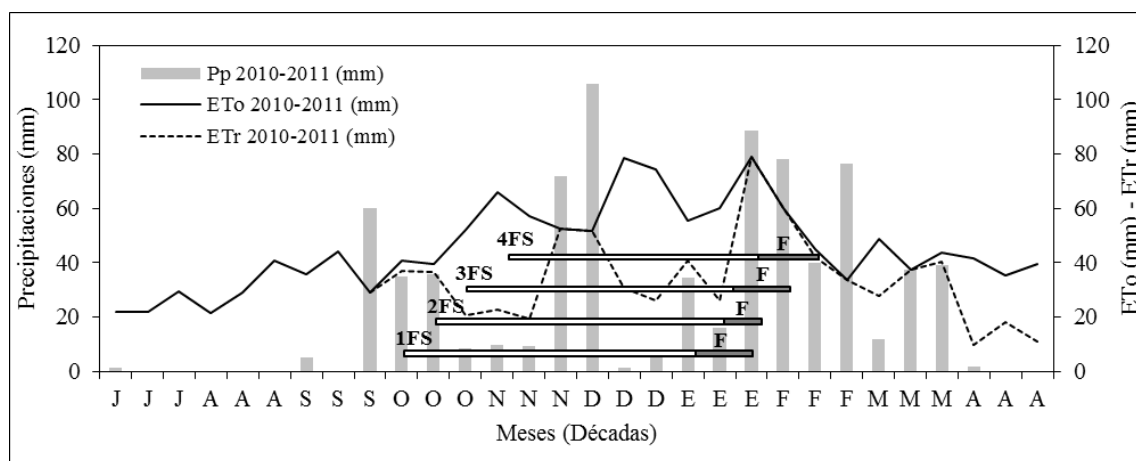 120
100
80
60
40
20
0
Precipitaciones (mm)
Pp 2010-2011 (mm)
ETo 2010-2011 (mm)
ETr 2010-2011 (mm)
4FS F
3FS F
2FS F
1FS F
120
100
80
60
40
20
0
ETo (mm) - ETr (mm)
J J J A A A S S S O O O N N N D D D E E E F F F M M M A A A
Meses (Décadas)